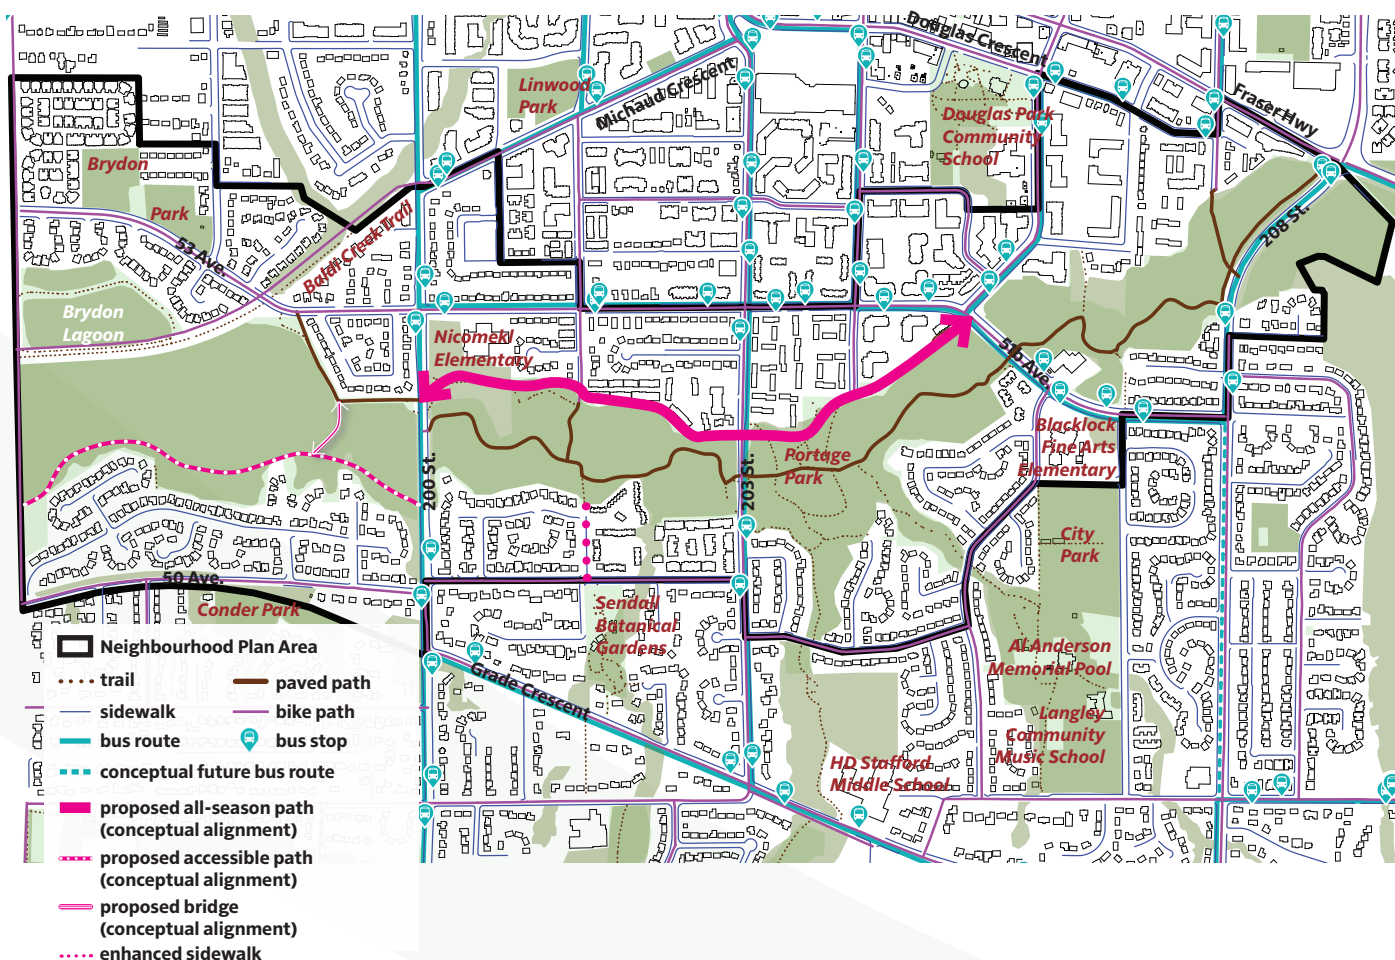 Douglas Crescent
Linwood
Park
Michaud Crescent
Fraser Hwy
Douglas Park
Community
School
Brydon
Park
53 Ave.
Baldi Creek Trail
208 St.
Brydon
Lagoon
Nicomekl
Elementary
51b Ave.
Blacklock
Fine Arts
Elementary
Portage
Park
200 St.
203 St.
City
Park
50 Ave.
Conder Park
Sendall
Botanical
Gardens
Al Anderson
Memorial Pool
Grade Crescent
Langley
Community
Music School
HD Stafford
Middle School
Neighbourhood Plan Area
trail
paved path
sidewalk
bike path
bus route
bus stop
conceptual future bus route
proposed all-season path
(conceptual alignment)
proposed accessible path
(conceptual alignment)
proposed bridge
(conceptual alignment)
enhanced sidewalk